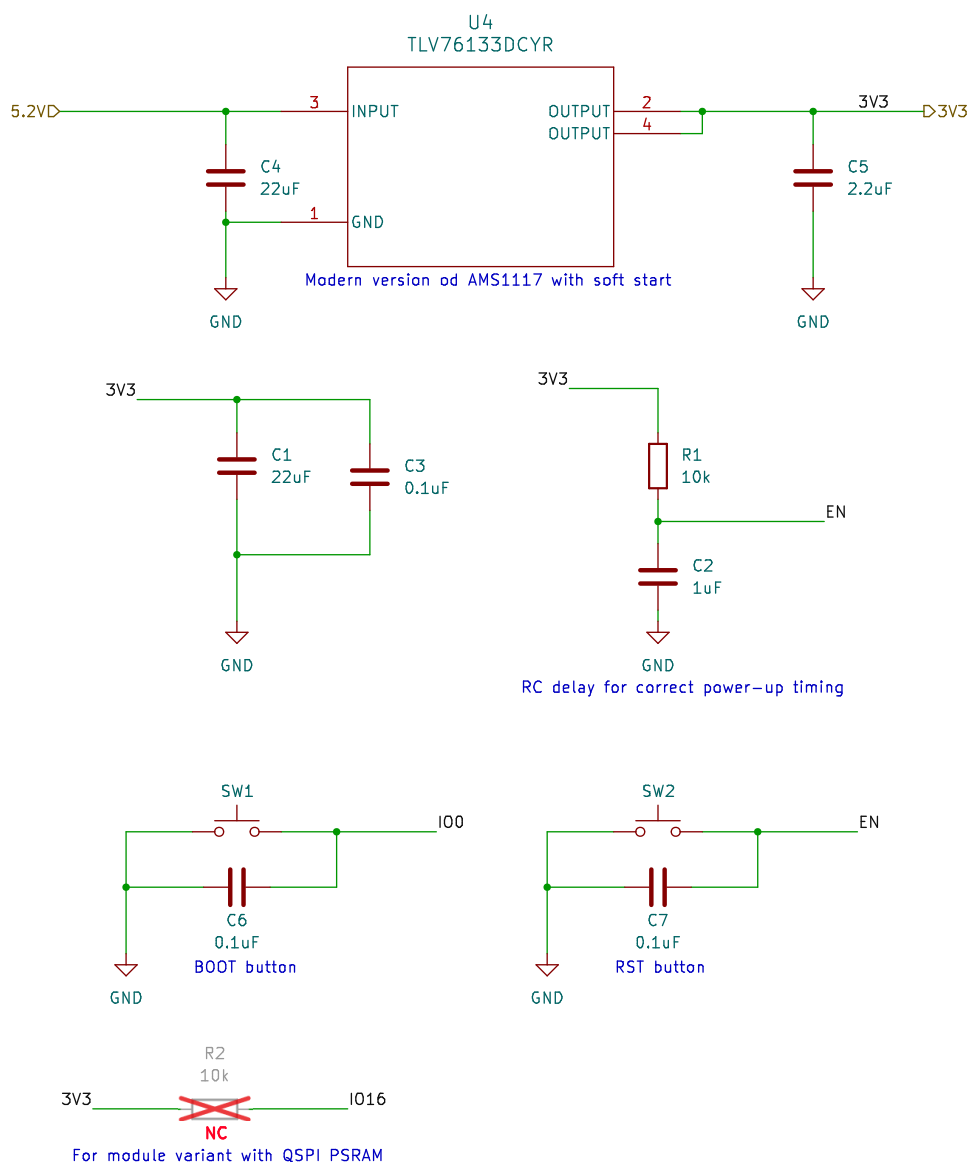 U4
TLV76133DCYR
5.2V
3
INPUT
OUTPUT
2
3V3
3V3
OUTPUT
4
C4
22uF
C5
2.2uF
1
GND
Modern version od AMS1117 with soft start
GND
GND
3V3
C1
22uF
C3
0.1uF
GND
3V3
R1
10k
EN
C2
1uF
GND
RC delay for correct power-up timing
SW1
IO0
C6
0.1uF
BOOT button
GND
SW2
EN
C7
0.1uF
RST button
GND
R2
10k
3V3
IO16
NC
For module variant with QSPI PSRAM